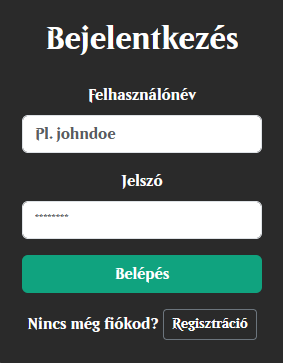 Bejelentkezés
Felhasználónév
Pl. johndoe
Jelszó
********
Belépés
Nincs még fiókod? Regisztráció